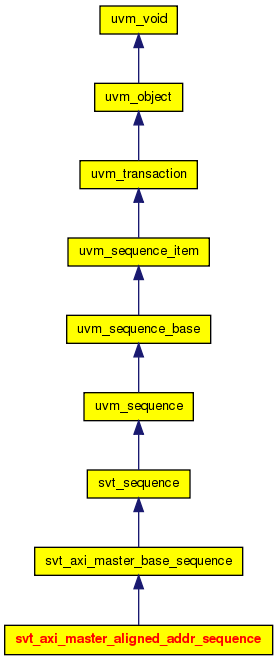 uvm_void
uvm_object
uvm_transaction
uvm_sequence_item
uvm_sequence_base
uvm_sequence
svt_sequence
svt_axi_master_base_sequence
svt_axi_master_aligned_addr_sequence